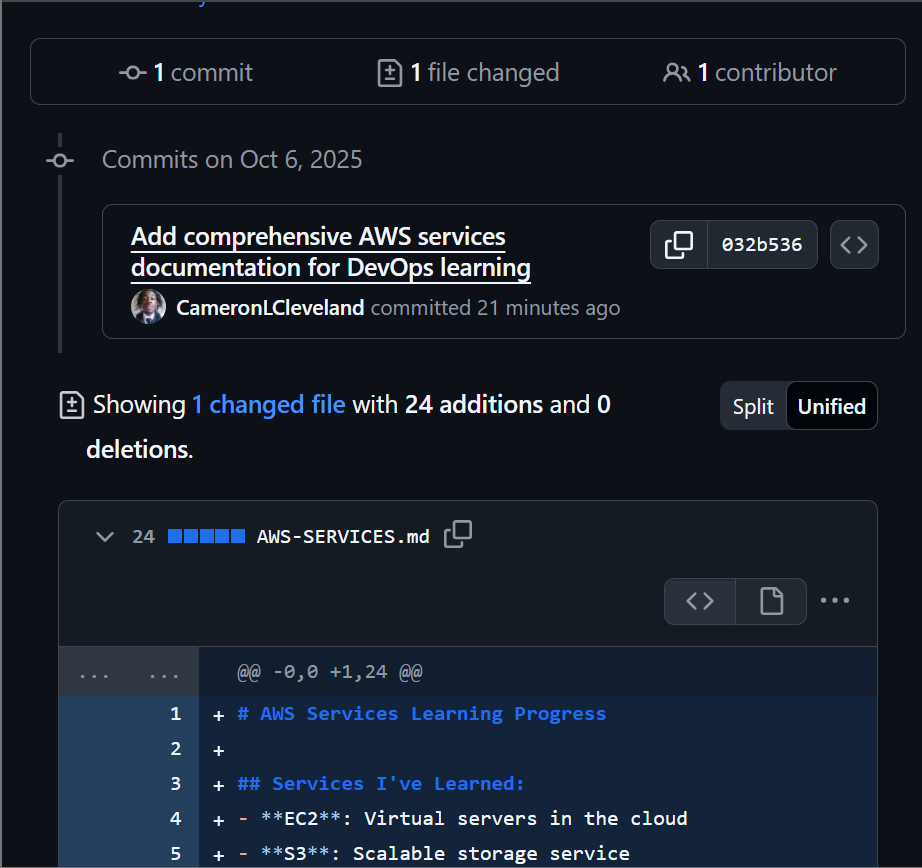 1 commit 1 file changed 1 contributor
Commits on Oct 6, 2025
Add comprehensive AWS services
documentation for DevOps learning
032b536
CameronLCleveland committed 21 minutes ago
Showing 1 changed file with 24 additions and 0
deletions.
Split Unified
24 AWS-SERVICES.md
... ... @@ -0,0 +1,24 @@
1 + # AWS Services Learning Progress
2 +
3 + ## Services I've Learned:
4 + - **EC2**: Virtual servers in the cloud
5 + - **S3**: Scalable storage service